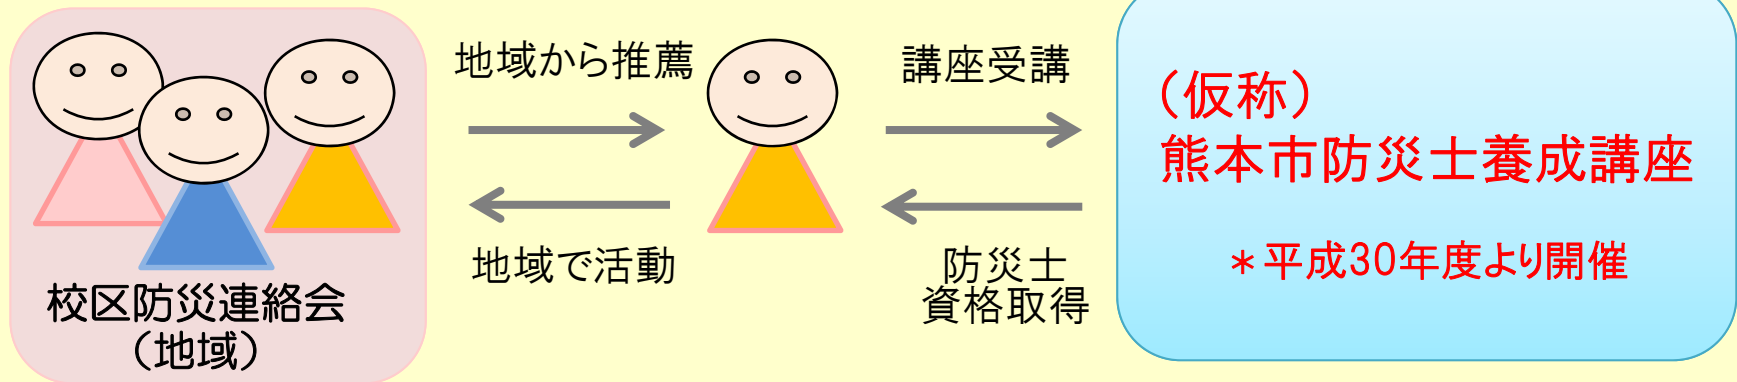 地域から推薦
講座受講
(仮称)
熊本市防災士養成講座
＊平成30年度より開催
地域で活動
防災士
資格取得
校区防災連絡会
(地域)